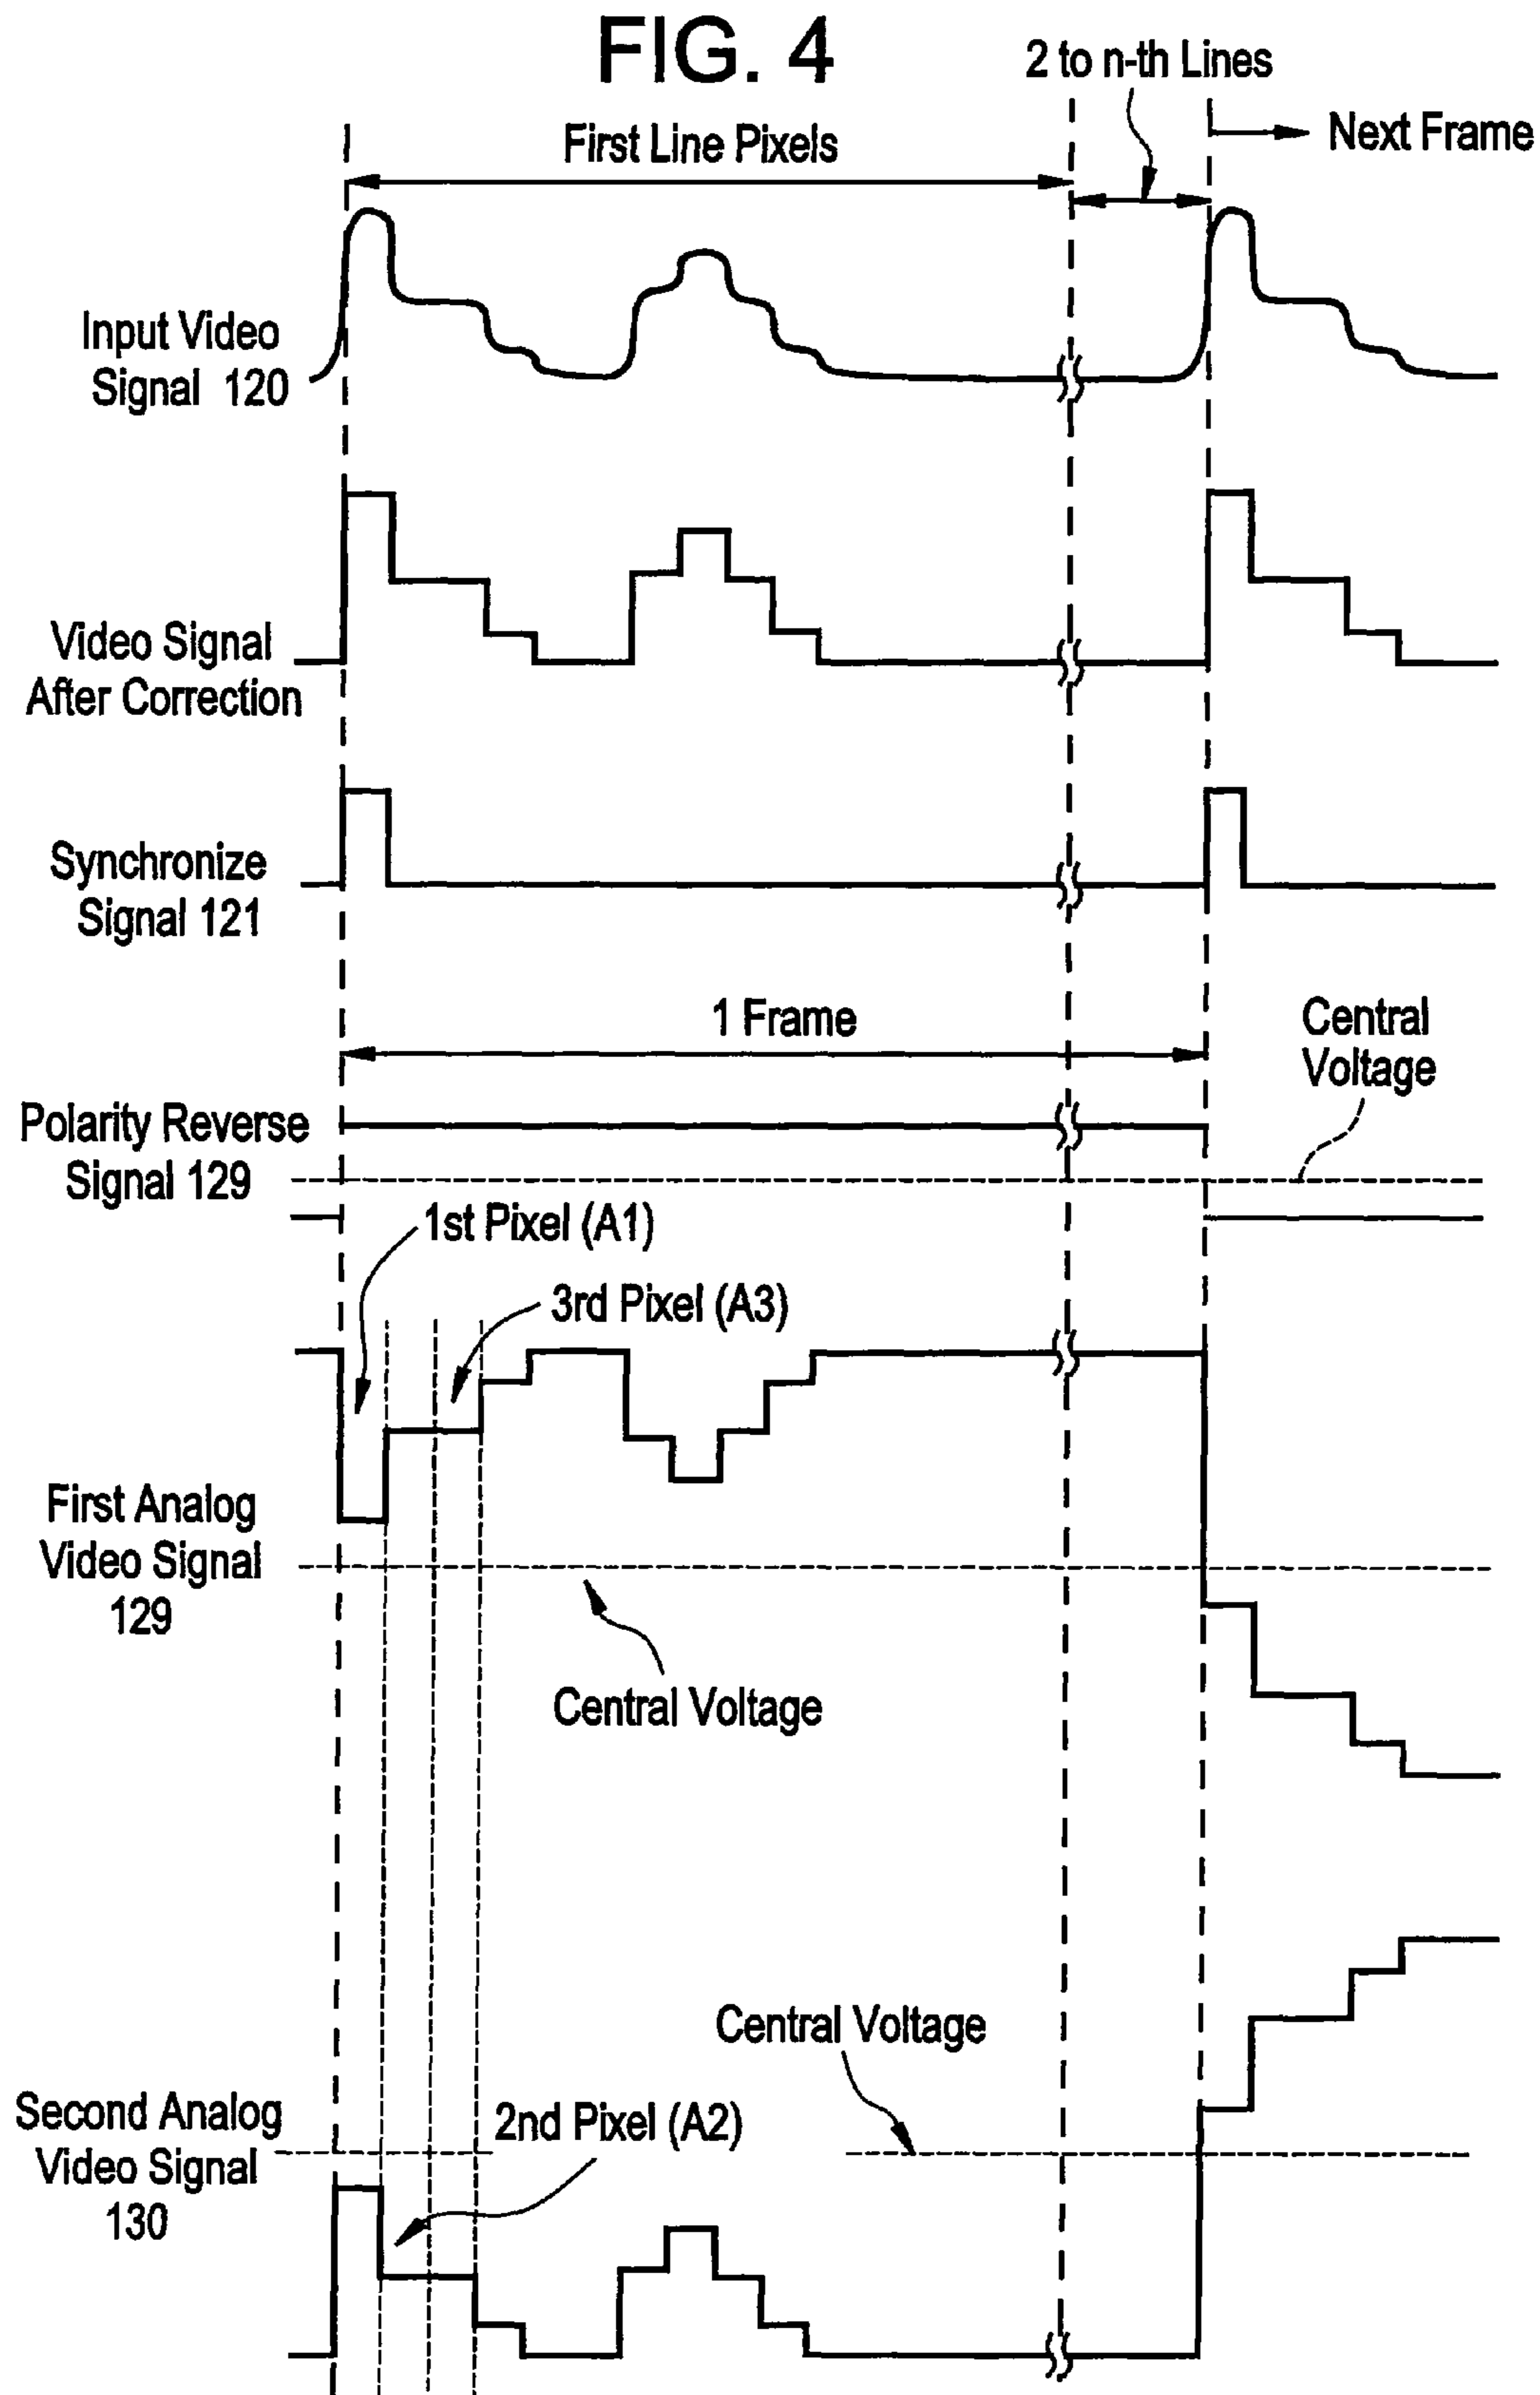 FIG. 4
2 to n-th Lines
First Line Pixels
Next Frame
Input Video
Signal 120
Video Signal
After Correction
Synchronize
Signal 121
1 Frame
Central
Voltage
Polarity Reverse
Signal 129
1st Pixel (A1)
3rd Pixel (A3)
First Analog
Video Signal
129
Central Voltage
Central Voltage
Second Analog
Video Signal
130
2nd Pixel (A2)